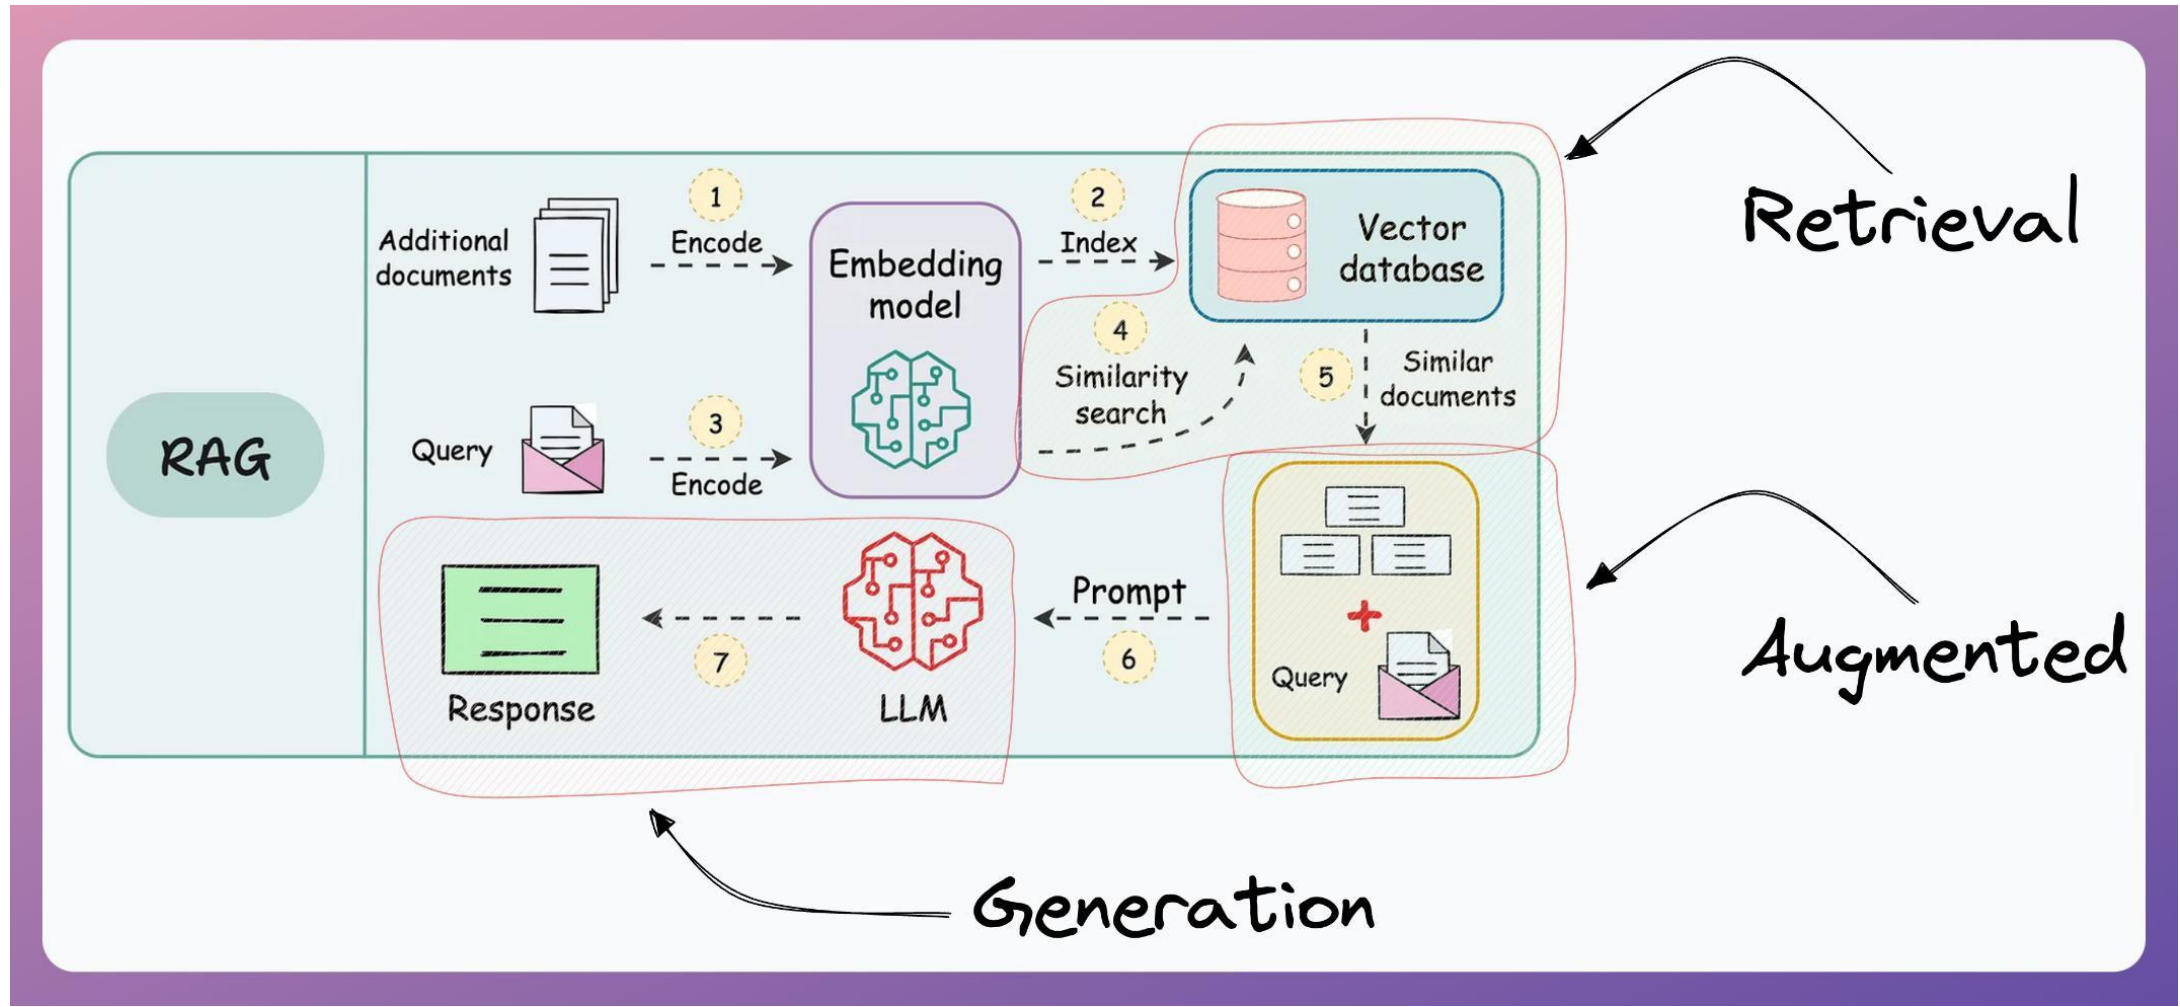 RAG
Additional
documents
1
Encode
Embedding
model
2
Index
Vector
database
Retrieval
Query
3
Encode
4
Similarity
search
5
Similar
documents
Query
Augmented
Prompt
6
LLM
7
Response
Generation